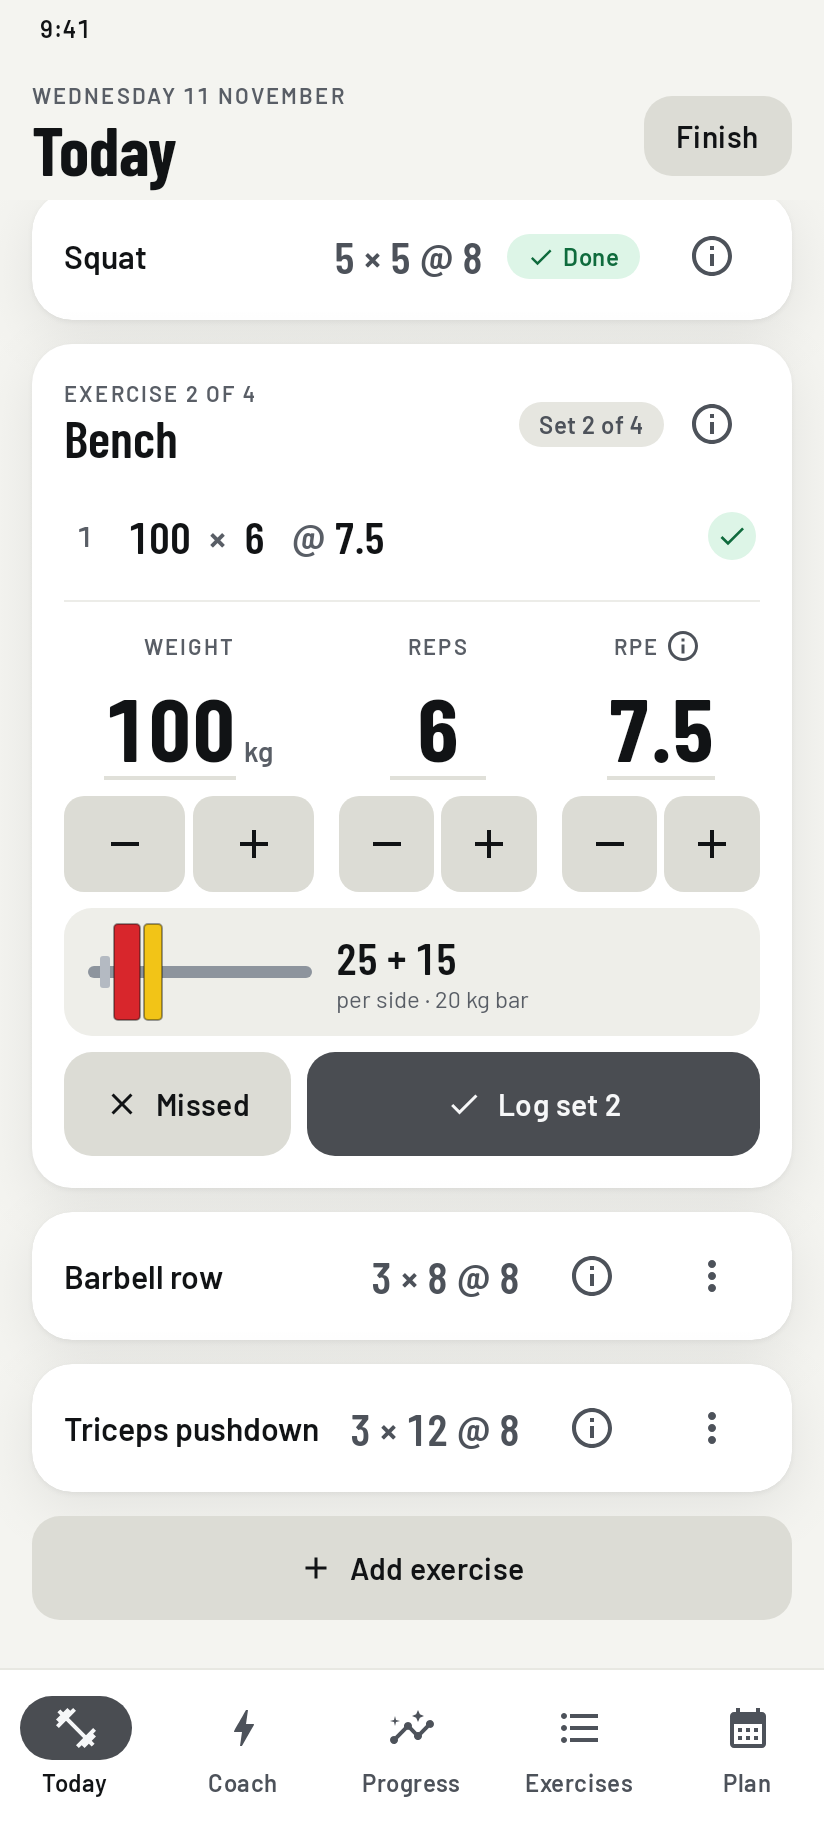 9:41
WEDNESDAY 11 NOVEMBER
Today
Finish
Squat 5 × 5 @ 8 Done
EXERCISE 2 OF 4
Bench
Set 2 of 4
1 100 × 6 @ 7.5
WEIGHT REPS RPE
100 kg 6 7.5
25 + 15
per side · 20 kg bar
Missed Log set 2
Barbell row 3 × 8 @ 8
Triceps pushdown 3 × 12 @ 8
Add exercise
Today Coach Progress Exercises Plan